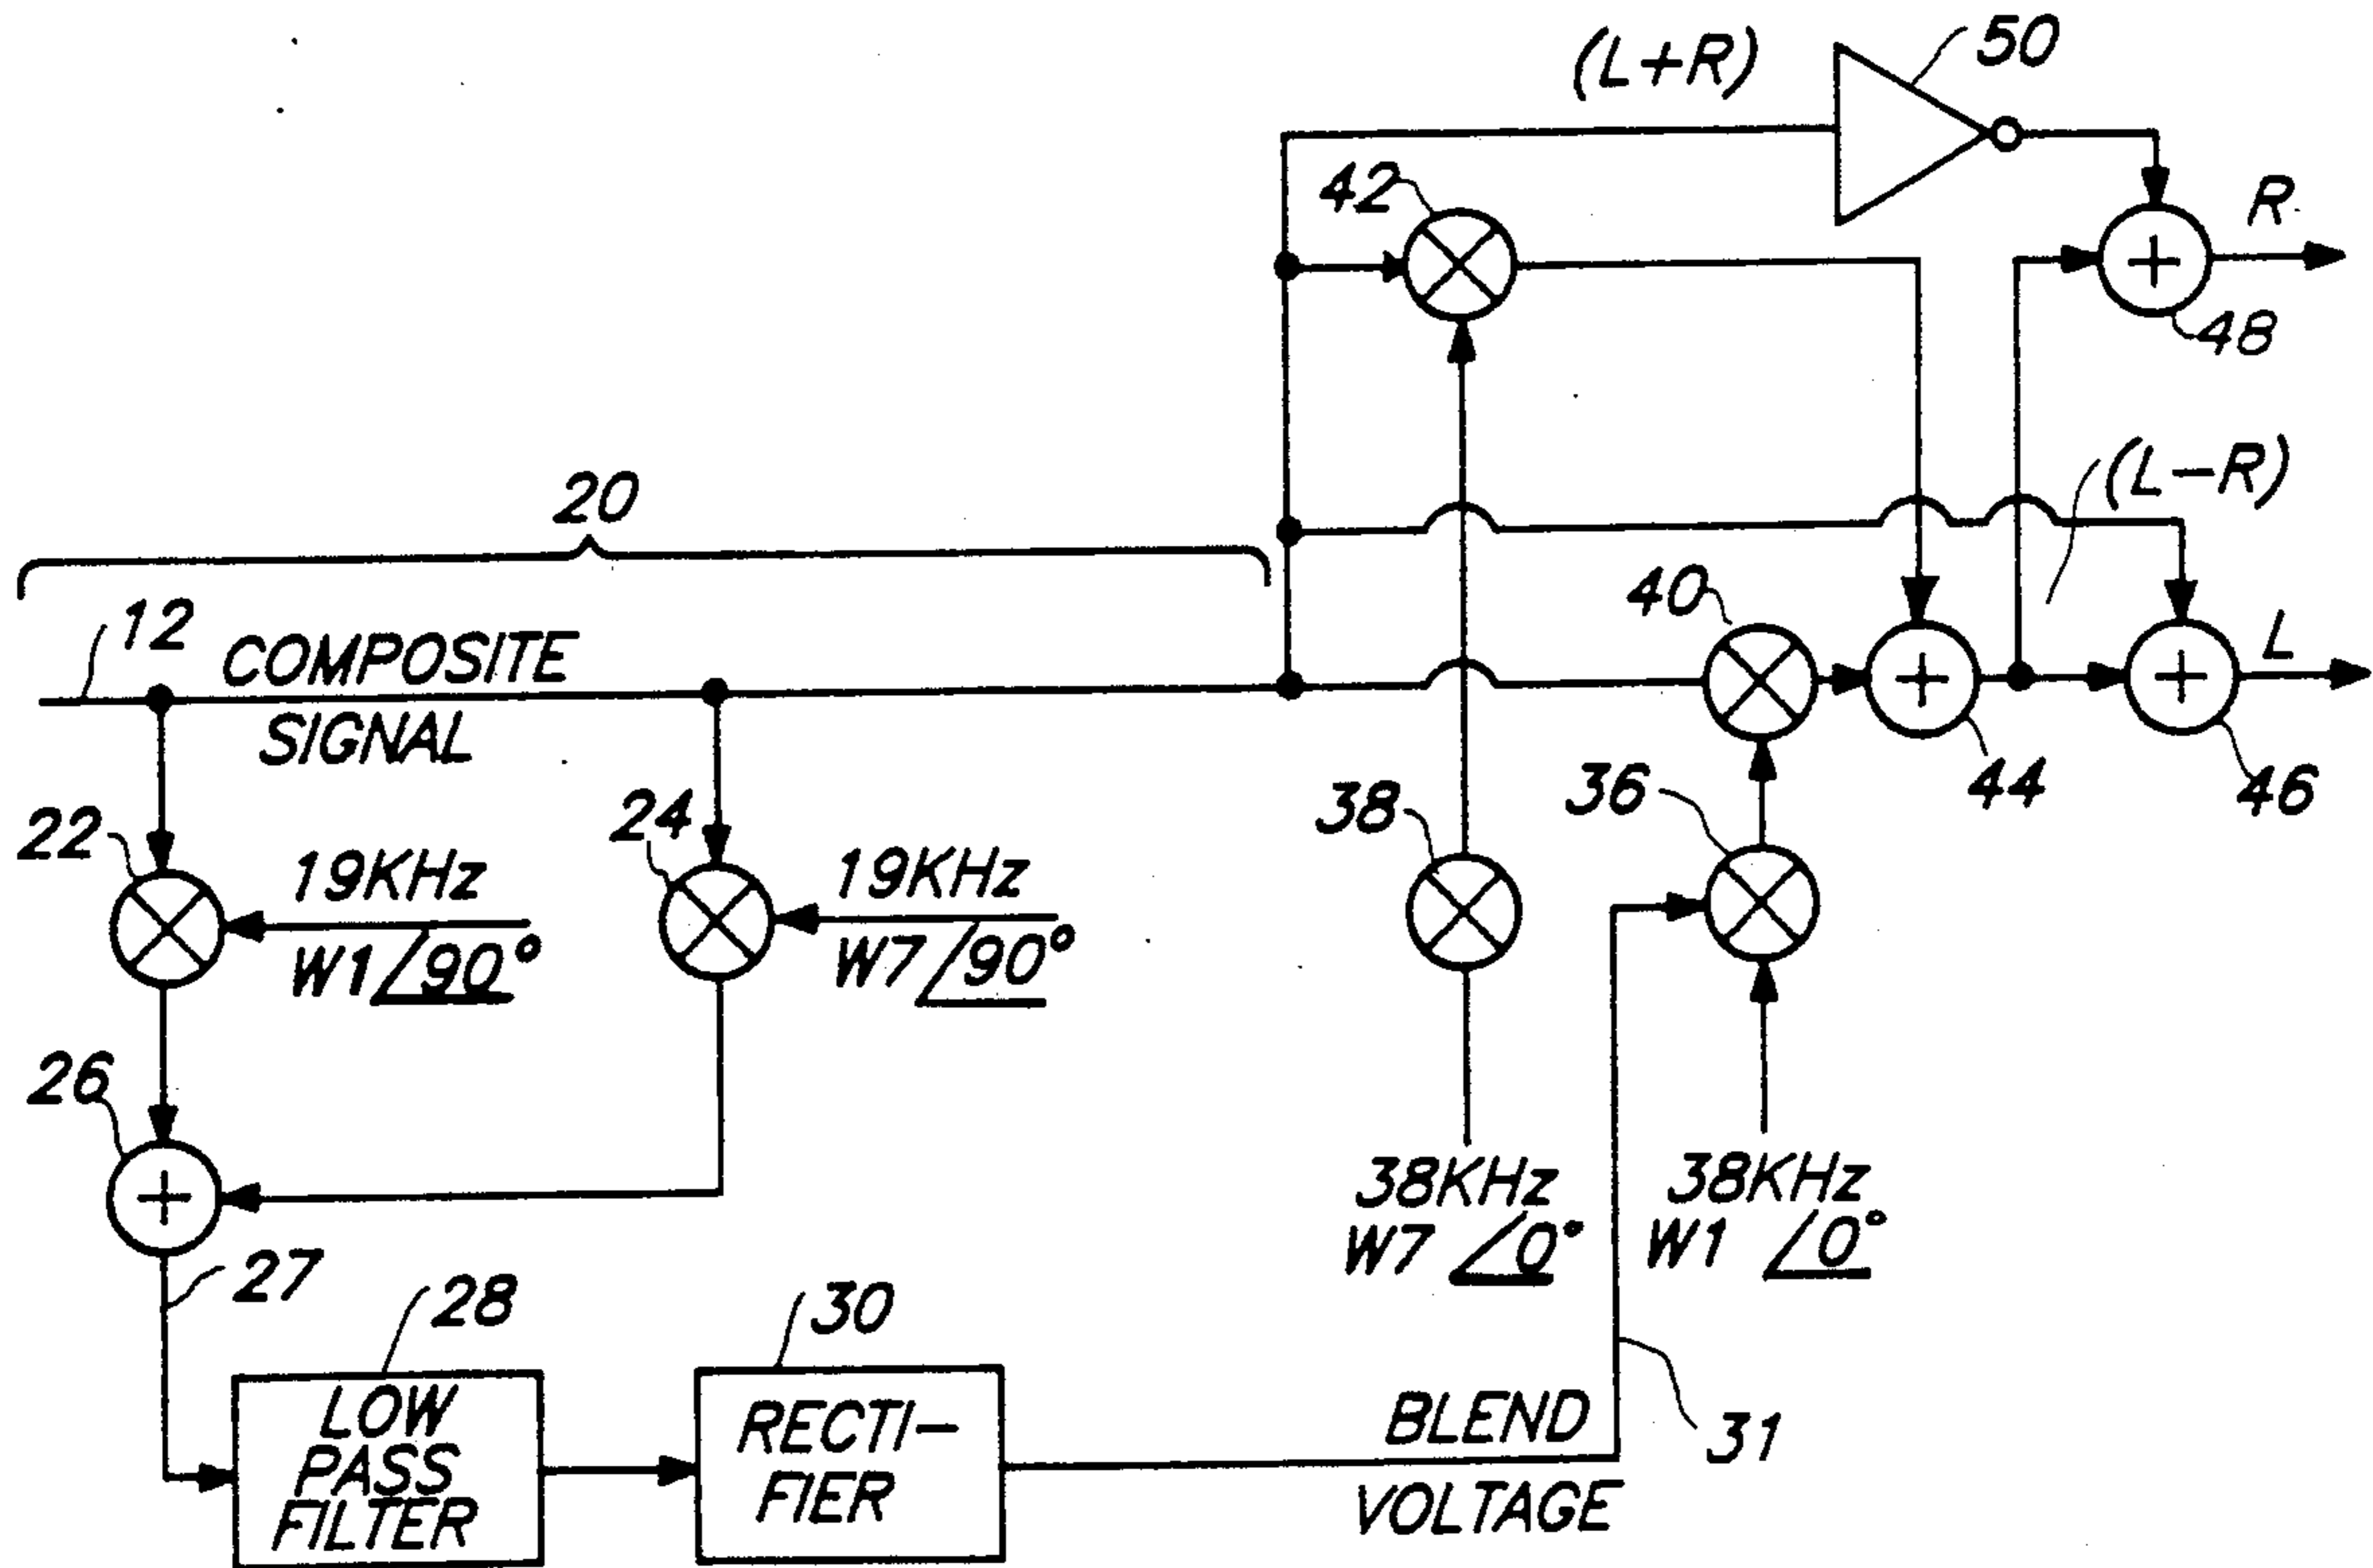 (L+R)
50
42
R
48
(L-R)
20
40
12
COMPOSITE
SIGNAL
L
44
46
36
38
22
24
19KHz
W1 ∠90°
19KHz
W7 ∠90°
26
27
38KHz
W7 ∠0°
38KHz
W1 ∠0°
28
30
31
LOW
PASS
FILTER
RECTI-
FIER
BLEND
VOLTAGE